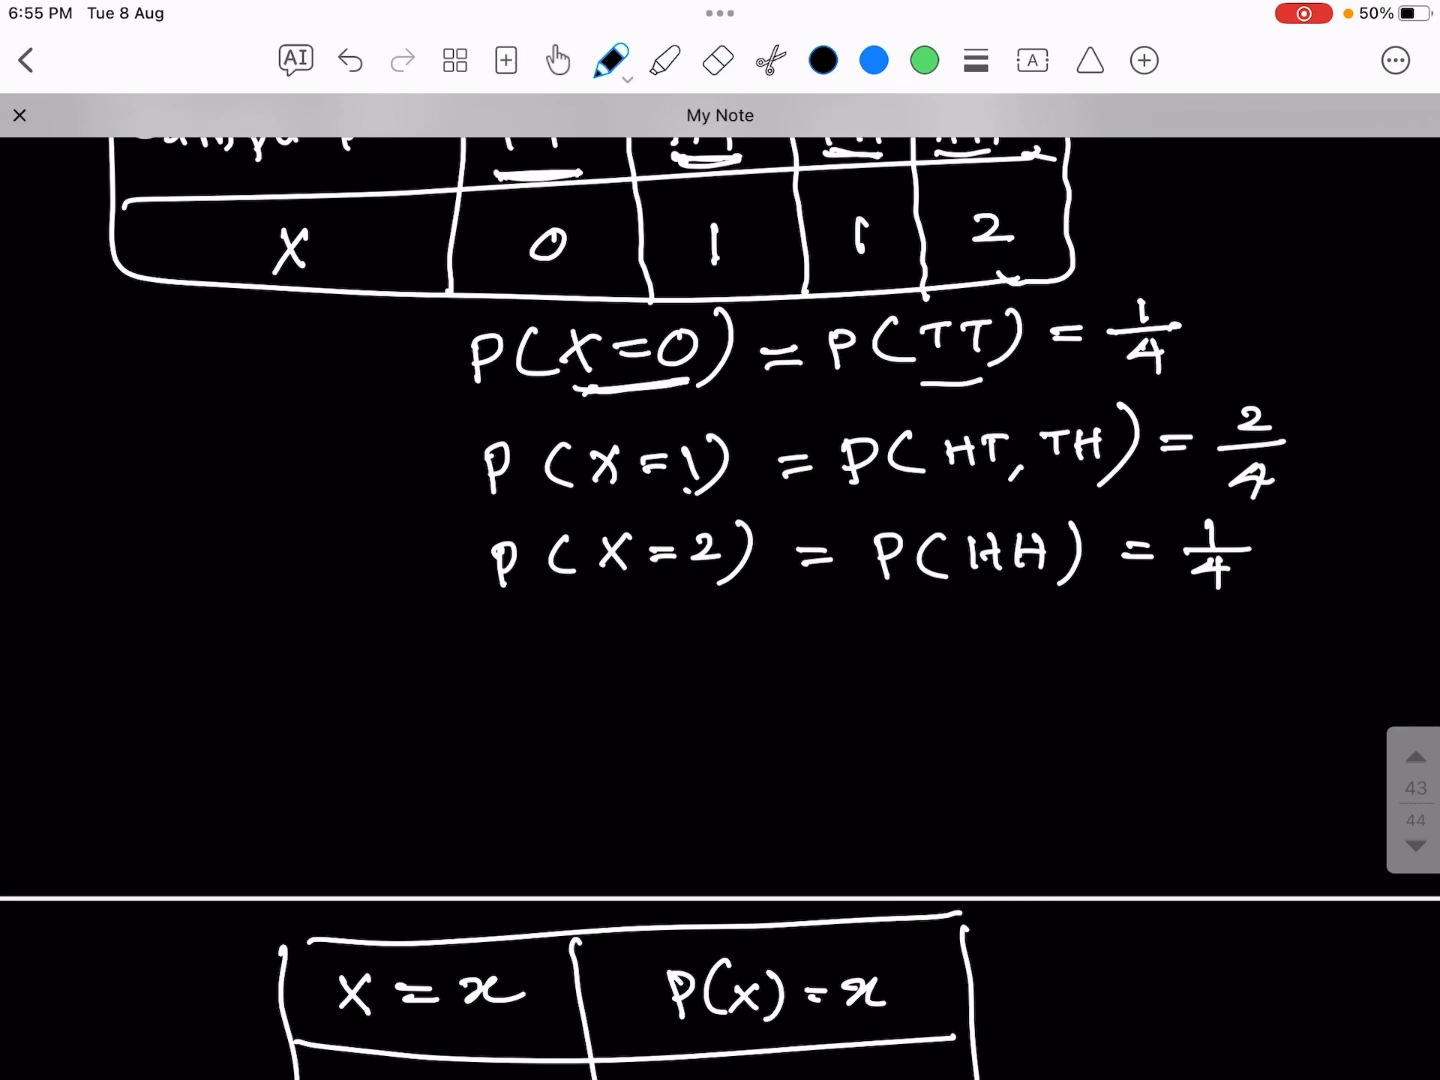 6:55 PM Tue 8 Aug 50%
AI A
My Note
X 0 1 1 2
P(X=0) = P(TT) = 1/4
P(X=1) = P(HT, TH) = 2/4
P(X=2) = P(HH) = 1/4
43
44
X = x P(x) = x